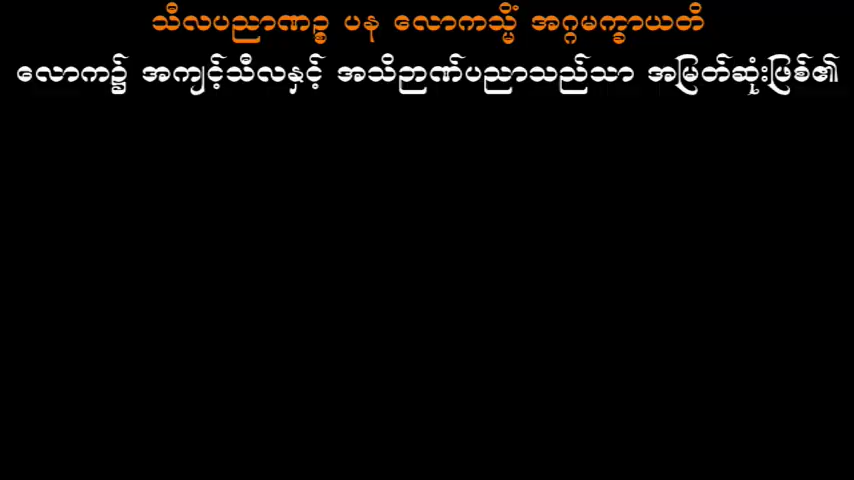 သီလပညာဏဉ္စ ပန လောကသ္မိံ အဂ္ဂမက္ခာယတိ
လောက၌ အကျင့်သီလနှင့် အသိဉာဏ်ပညာသည်သာ အမြတ်ဆုံးဖြစ်၏